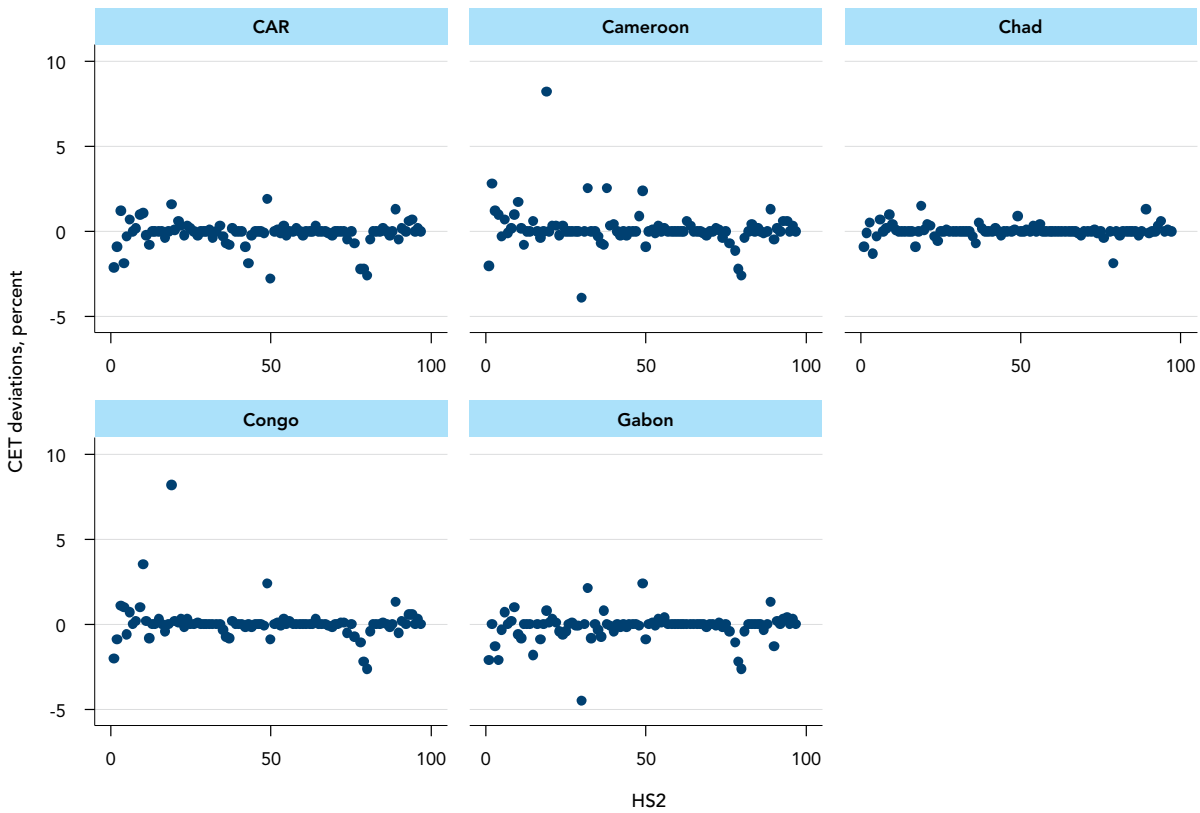 CAR Cameroon Chad
10
5
0
-5
0 50 100 0 50 100 0 50 100
CET deviations, percent
Congo Gabon
10
5
0
-5
0 50 100 0 50 100
HS2